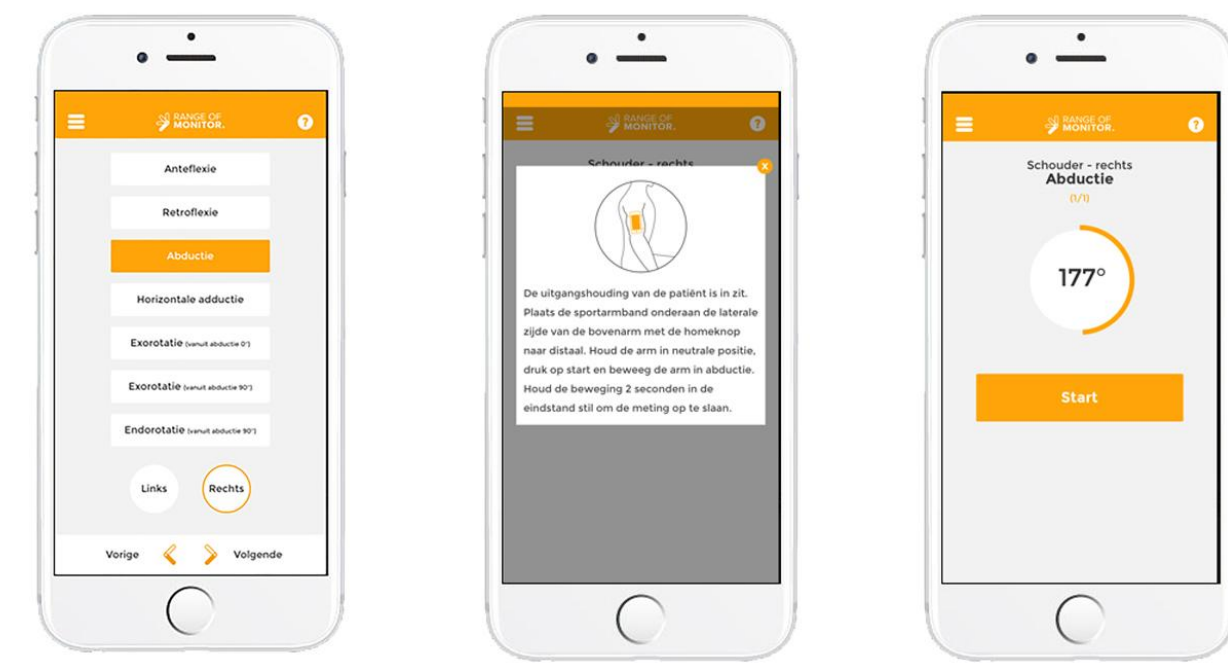 RANGE OF
MONITOR.
?
Anteflexie
Retroflexie
Abductie
Horizontale adductie
Exorotatie (vanuit abductie 0°)
Exorotatie (vanuit abductie 90°)
Endorotatie (vanuit abductie 90°)
Links
Rechts
Vorige
Volgende
RANGE OF
MONITOR.
?
Schouder - rechts
x
De uitgangshouding van de patiënt is in zit.
Plaats de sportarmband onderaan de laterale
zijde van de bovenarm met de homeknop
naar distaal. Houd de arm in neutrale positie,
druk op start en beweeg de arm in abductie.
Houd de beweging 2 seconden in de
eindstand stil om de meting op te slaan.
RANGE OF
MONITOR.
?
Schouder - rechts
Abductie
(1/1)
177°
Start